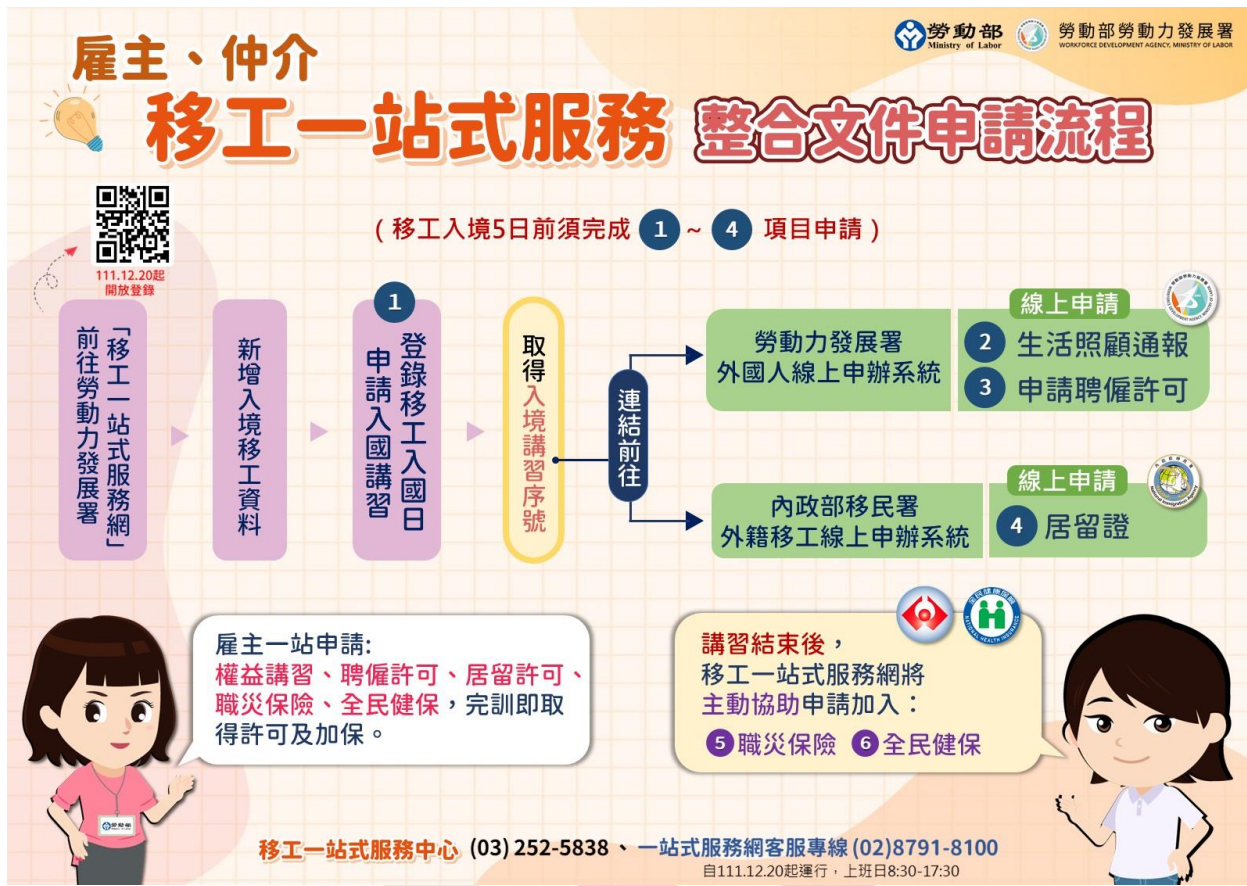 勞動部
Ministry of Labor
勞動部勞動力發展署
WORKFORCE DEVELOPMENT AGENCY, MINISTRY OF LABOR
雇主、仲介
移工一站式服務 整合文件申請流程
111.12.20起
開放登錄
(移工入境5日前須完成 1 ~ 4 項目申請)
前往勞動力發展署
「移工一站式服務網」
新增入境移工資料
1
登錄移工入國日
申請入國講習
取得入境講習序號
連結前往
勞動力發展署
外國人線上申辦系統
線上申請
2 生活照顧通報
3 申請聘僱許可
內政部移民署
外籍移工線上申辦系統
線上申請
4 居留證
雇主一站申請:
權益講習、聘僱許可、居留許可、
職災保險、全民健保,完訓即取
得許可及加保。
講習結束後,
移工一站式服務網將
主動協助申請加入:
5 職災保險 6 全民健保
勞動部
移工一站式服務中心 (03) 252-5838、一站式服務網客服專線 (02)8791-8100
自111.12.20起運行,上班日8:30-17:30